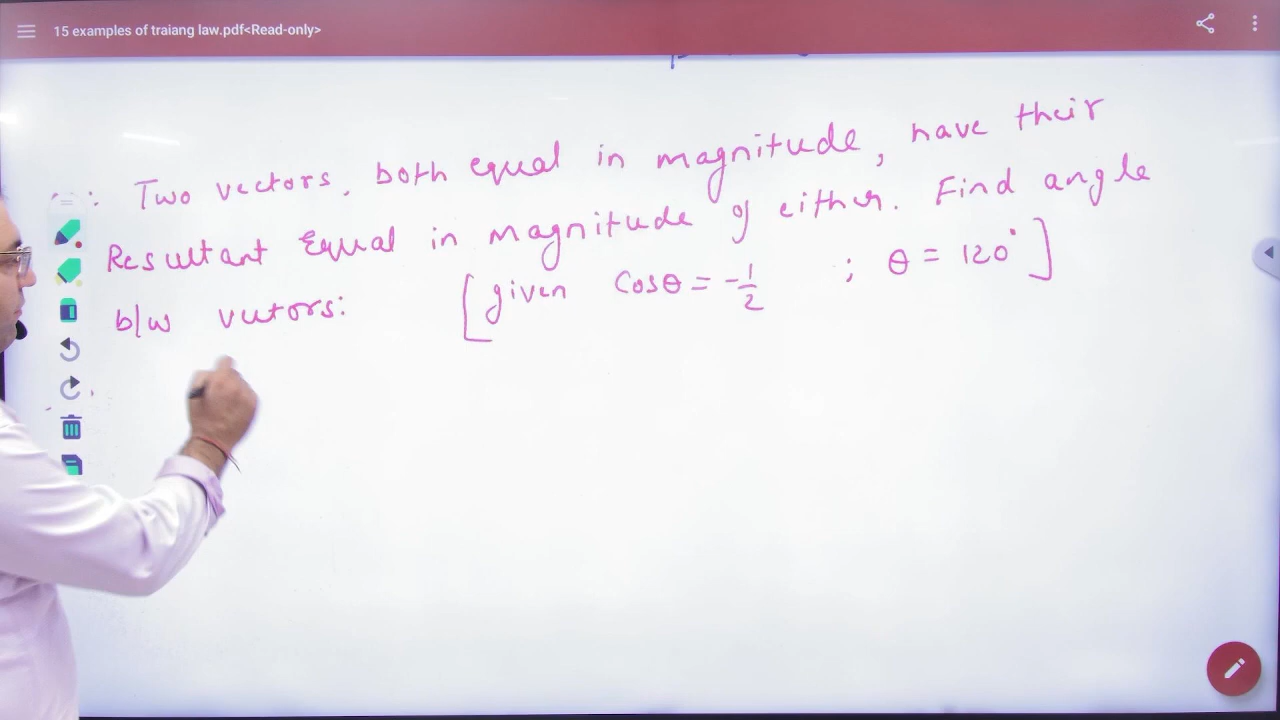 15 examples of traiang law.pdf<Read-only>
: Two vectors, both equal in magnitude, have their
Resultant Equal in magnitude of either. Find angle
b/w vectors: [given Cosθ = -1/2 ; θ = 120°]